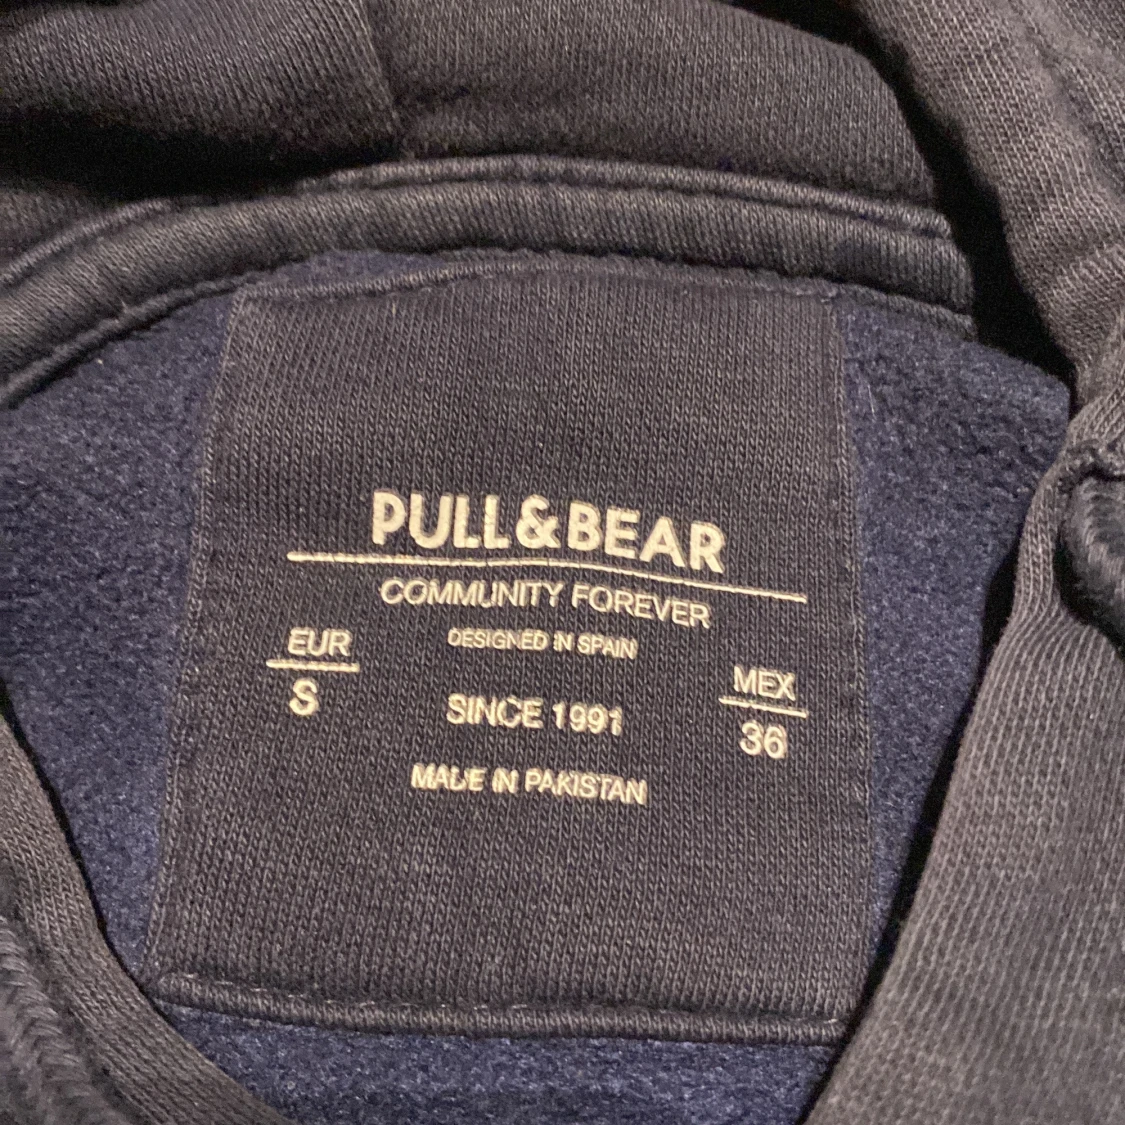 PULL&BEAR
COMMUNITY FOREVER
DESIGNED IN SPAIN
EUR
S
MEX
36
SINCE 1991
MADE IN PAKISTAN